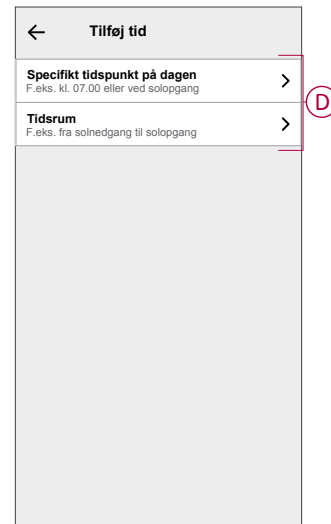 Tilføj tid
Specifikt tidspunkt på dagen
F.eks. kl. 07.00 eller ved solopgang
Tidsrum
F.eks. fra solnedgang til solopgang
D